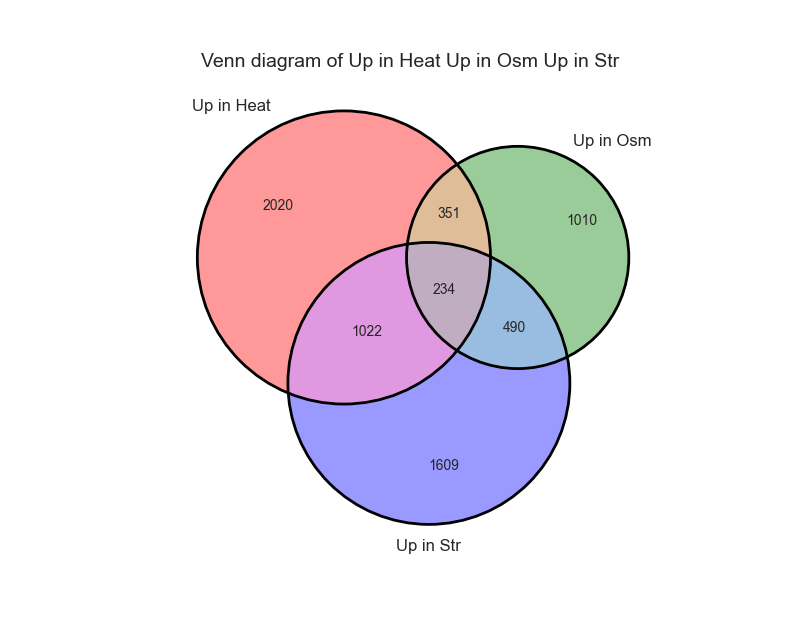 Venn diagram of Up in Heat Up in Osm Up in Str
Up in Heat
Up in Osm
2020
351
1010
234
1022
490
1609
Up in Str